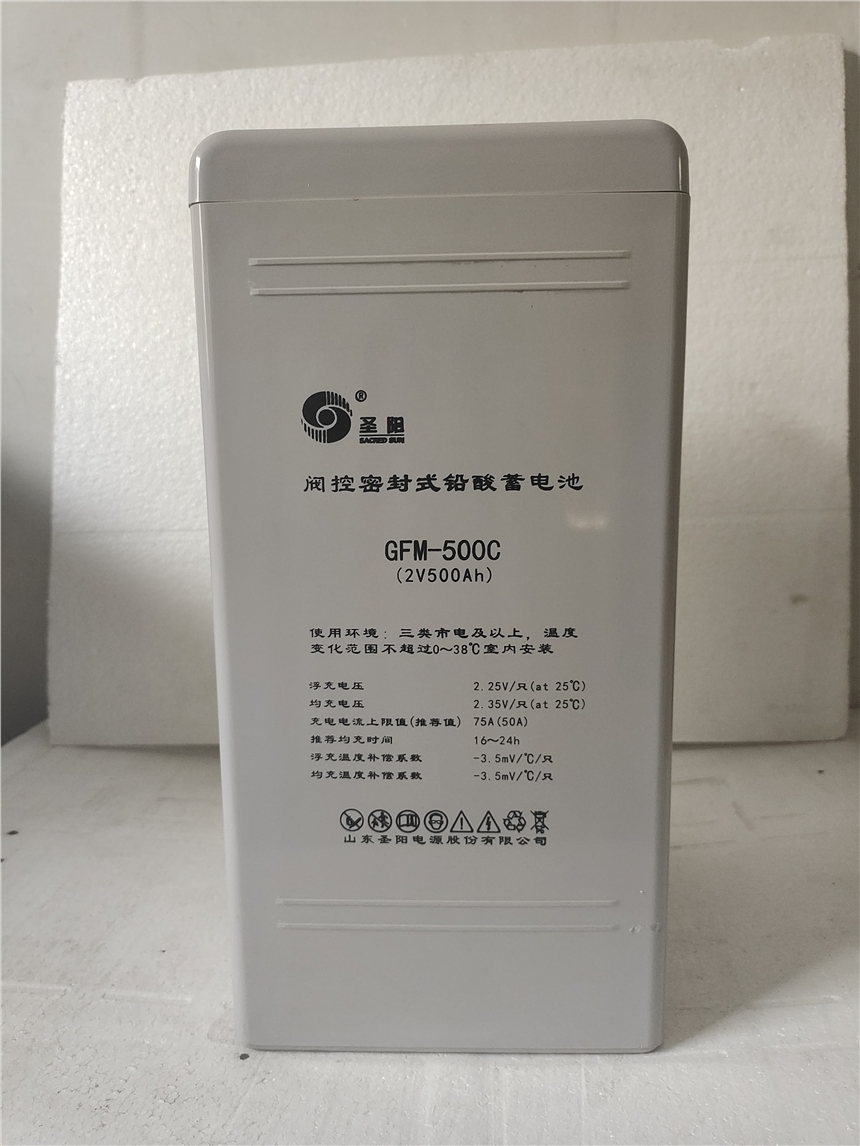 ®
圣阳
SACRED SUN
阀控密封式铅酸蓄电池
GFM-500C
(2V500Ah)
使用环境：三类市电及以上，温度
变化范围不超过0～38℃室内安装
浮充电压 2.25V/只(at 25℃)
均充电压 2.35V/只(at 25℃)
充电电流上限值(推荐值) 75A(50A)
推荐均充时间 16～24h
浮充温度补偿系数 -3.5mV/℃/只
均充温度补偿系数 -3.5mV/℃/只
山东圣阳电源股份有限公司